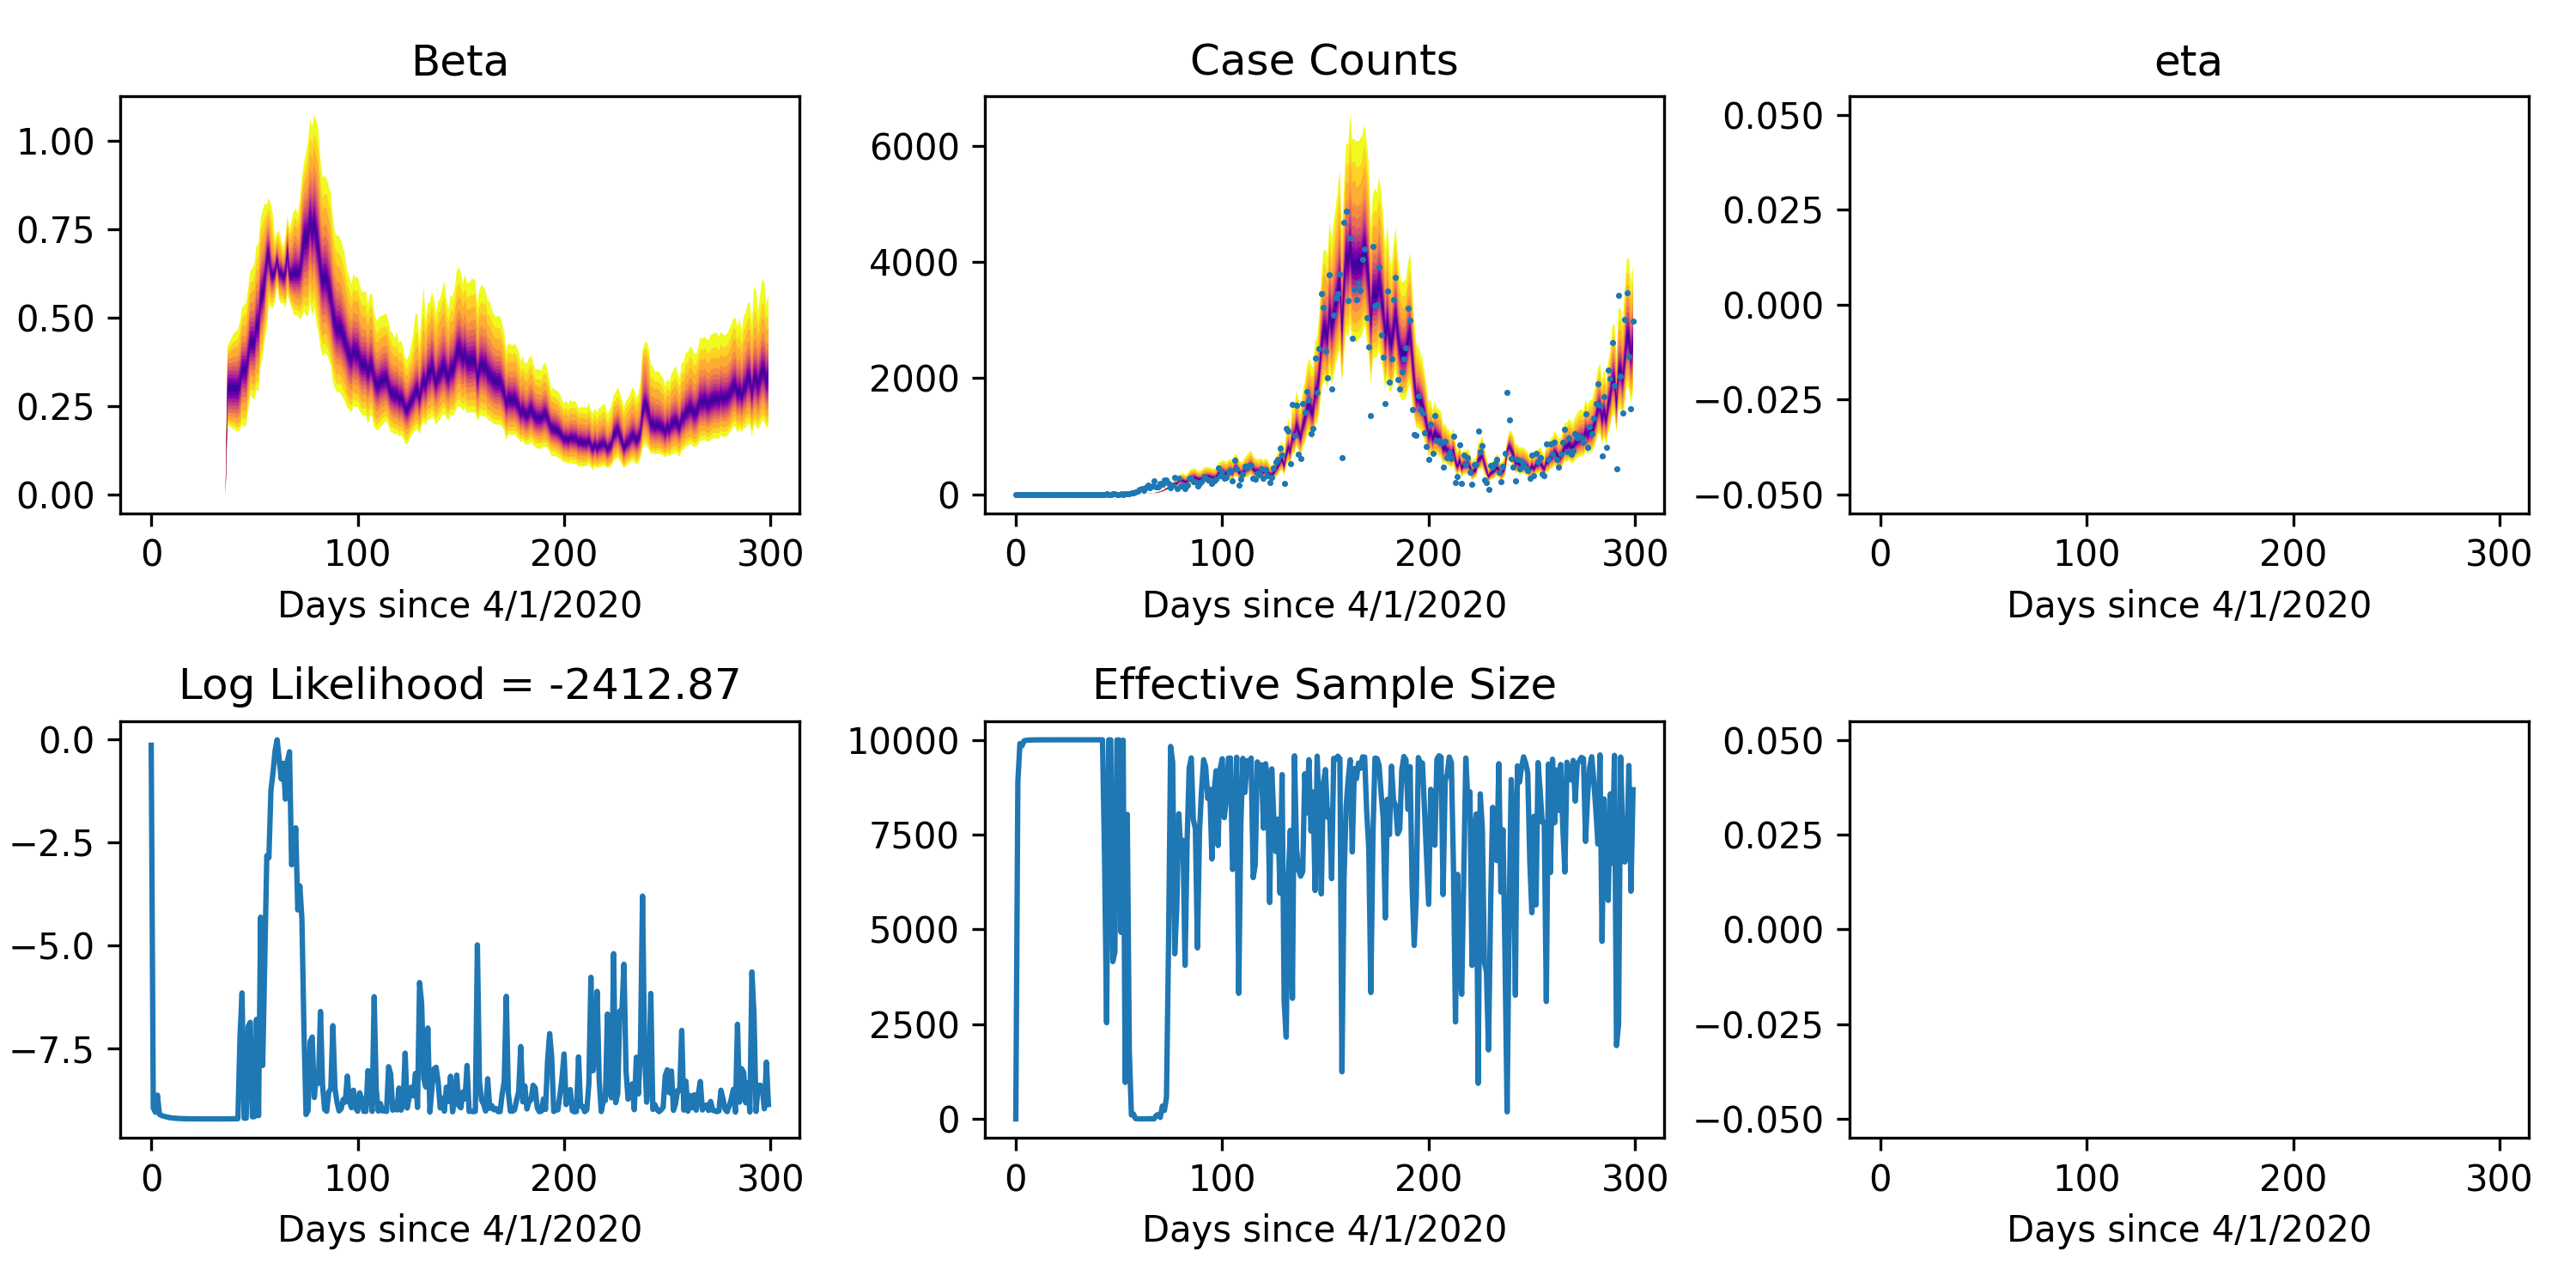 Beta
1.00
0.75
0.50
0.25
0.00
0 100 200 300
Days since 4/1/2020
Case Counts
6000
4000
2000
0
0 100 200 300
Days since 4/1/2020
eta
0.050
0.025
0.000
−0.025
−0.050
0 100 200 300
Days since 4/1/2020
Log Likelihood = -2412.87
0.0
−2.5
−5.0
−7.5
0 100 200 300
Days since 4/1/2020
Effective Sample Size
10000
7500
5000
2500
0
0 100 200 300
Days since 4/1/2020
0.050
0.025
0.000
−0.025
−0.050
0 100 200 300
Days since 4/1/2020